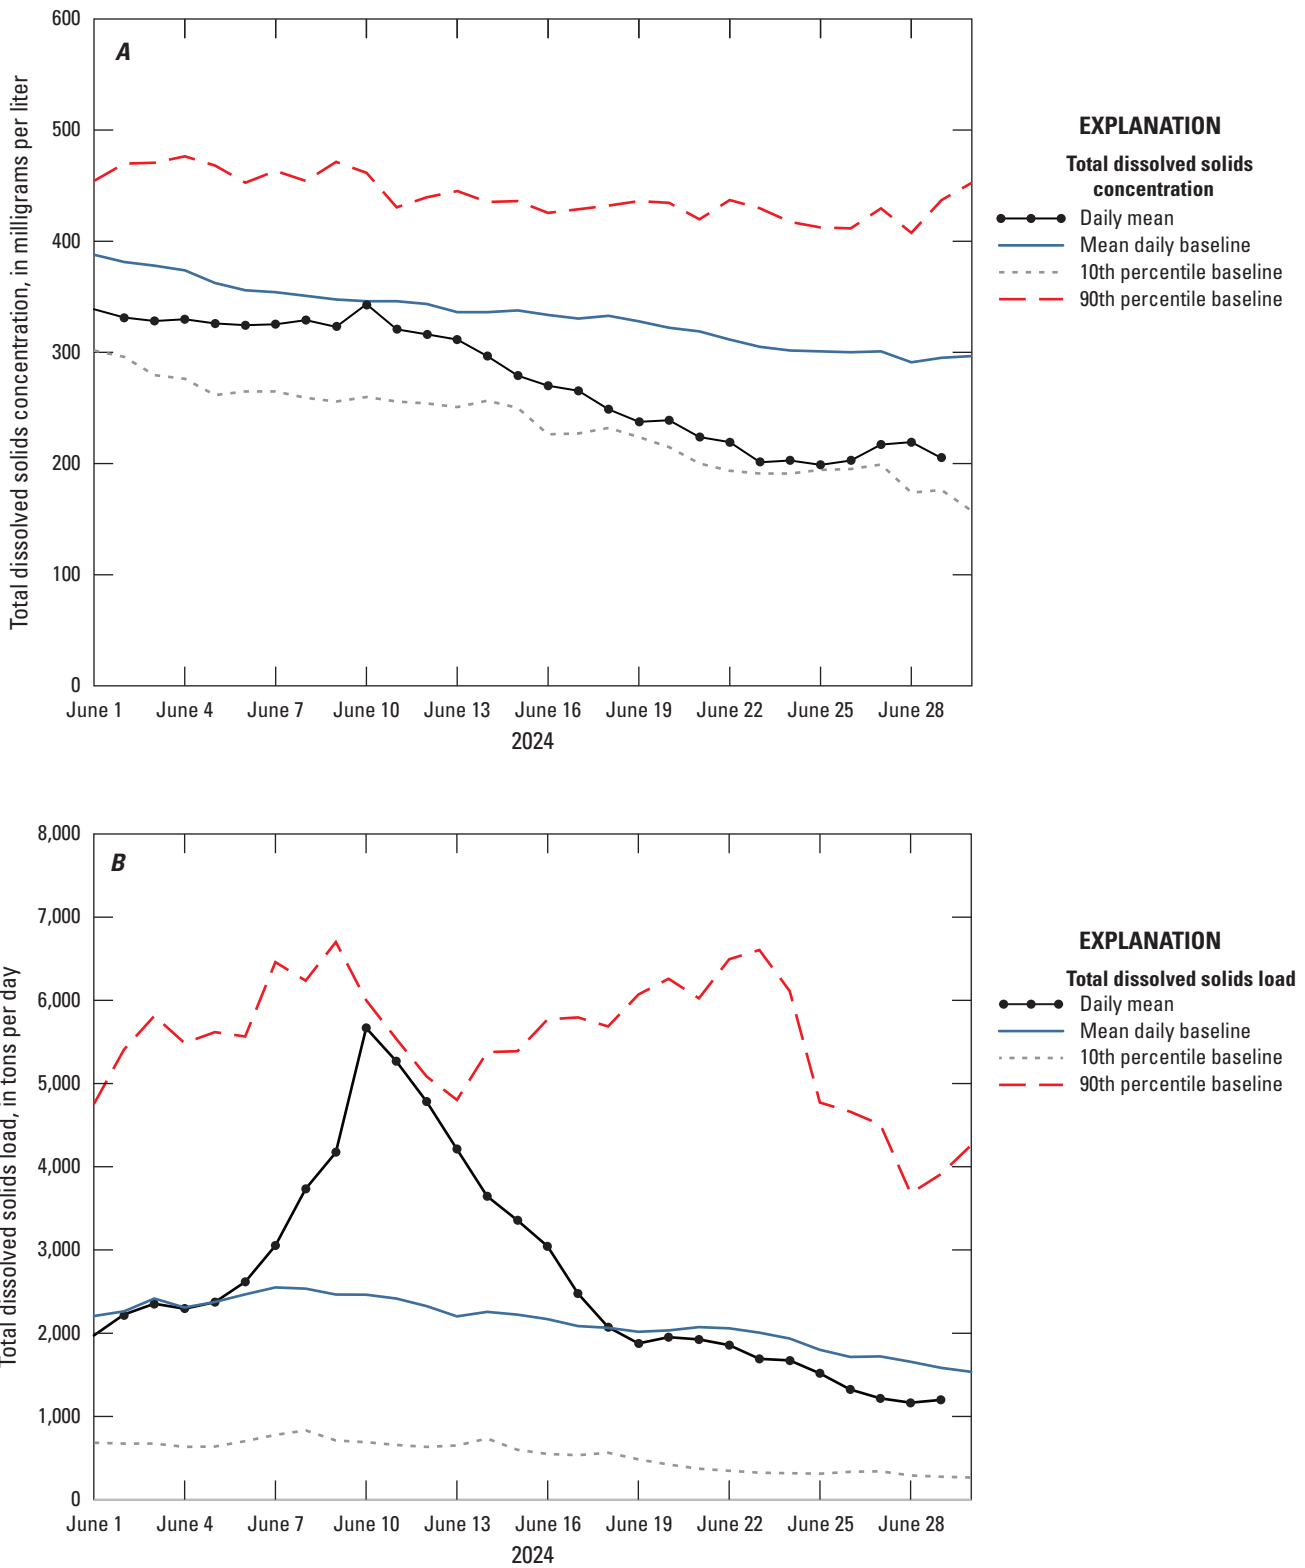 A
600
500
400
300
200
100
0
Total dissolved solids concentration, in milligrams per liter
June 1 June 4 June 7 June 10 June 13 June 16 June 19 June 22 June 25 June 28
2024
EXPLANATION
Total dissolved solids
concentration
Daily mean
Mean daily baseline
10th percentile baseline
90th percentile baseline
B
8,000
7,000
6,000
5,000
4,000
3,000
2,000
1,000
0
Total dissolved solids load, in tons per day
June 1 June 4 June 7 June 10 June 13 June 16 June 19 June 22 June 25 June 28
2024
EXPLANATION
Total dissolved solids load
Daily mean
Mean daily baseline
10th percentile baseline
90th percentile baseline